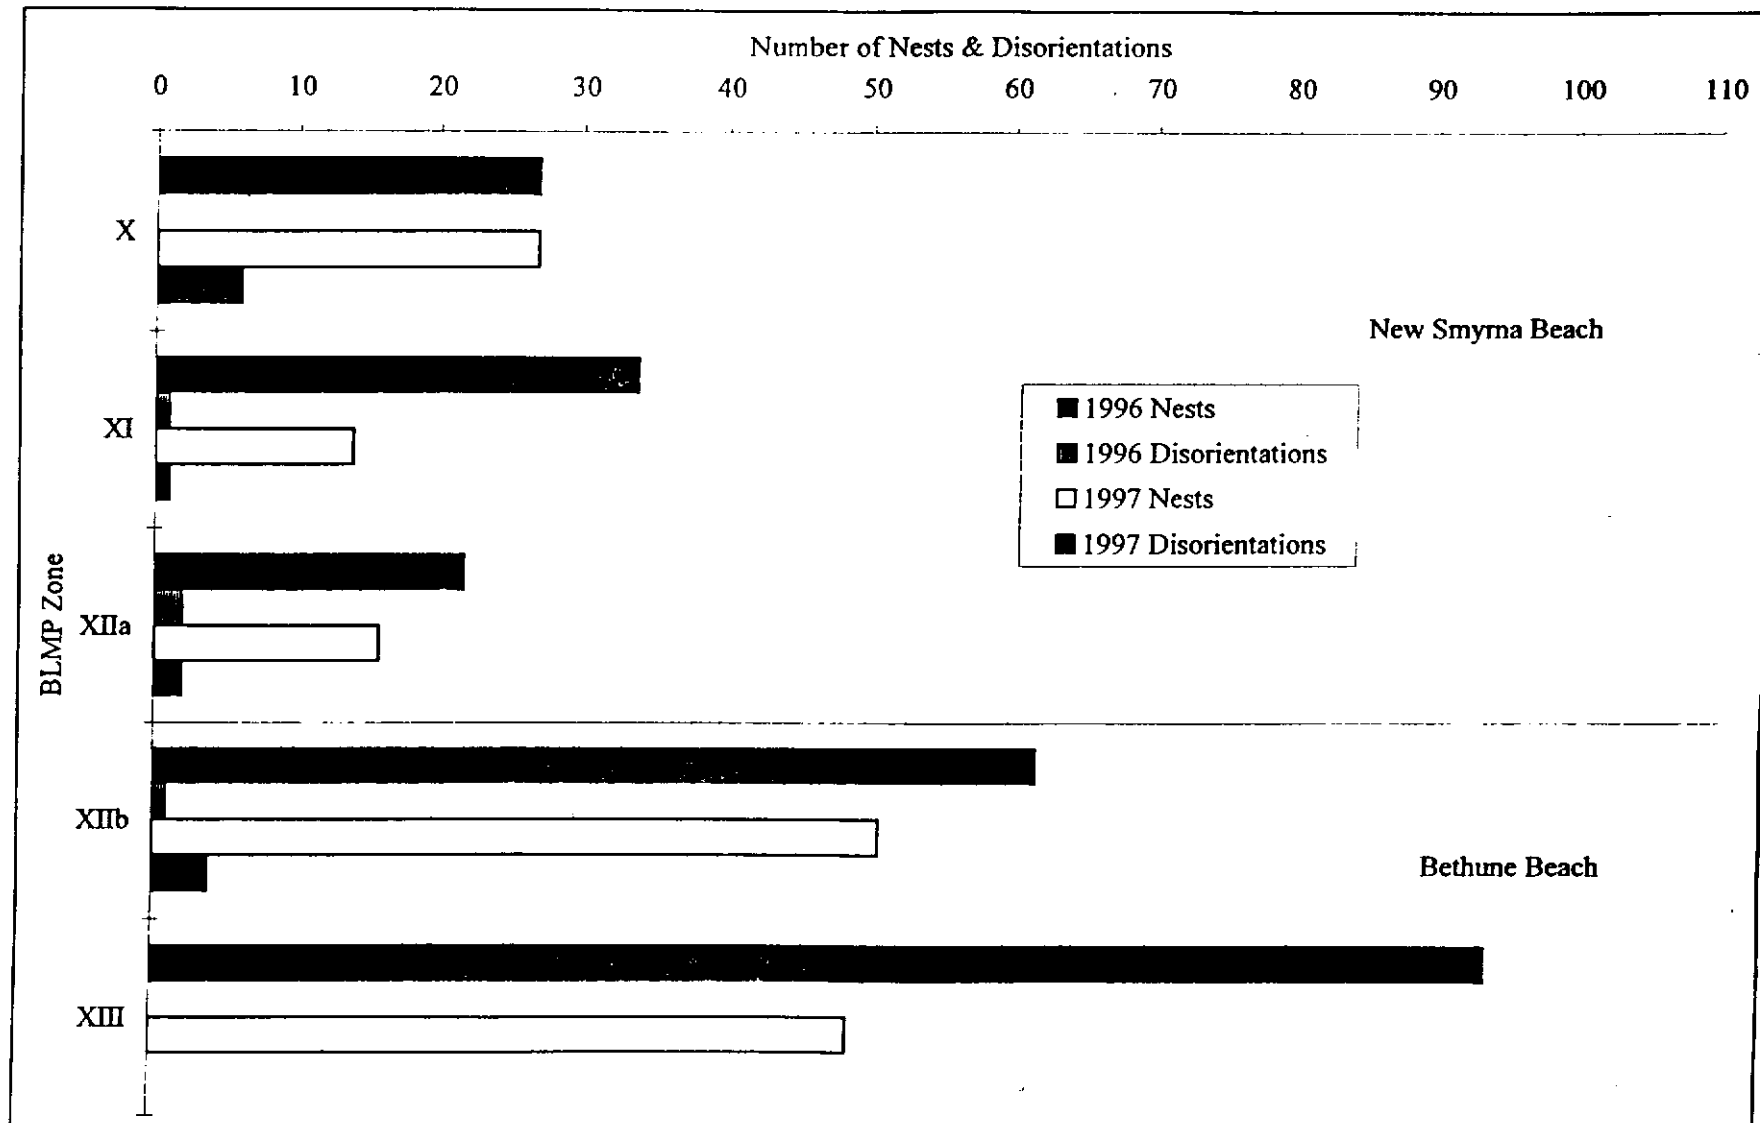 Number of Nests & Disorientations
0 10 20 30 40 50 60 70 80 90 100 110
X
New Smyrna Beach
XI
1996 Nests
1996 Disorientations
1997 Nests
1997 Disorientations
BLMP Zone
XIIa
XIIb
Bethune Beach
XIII